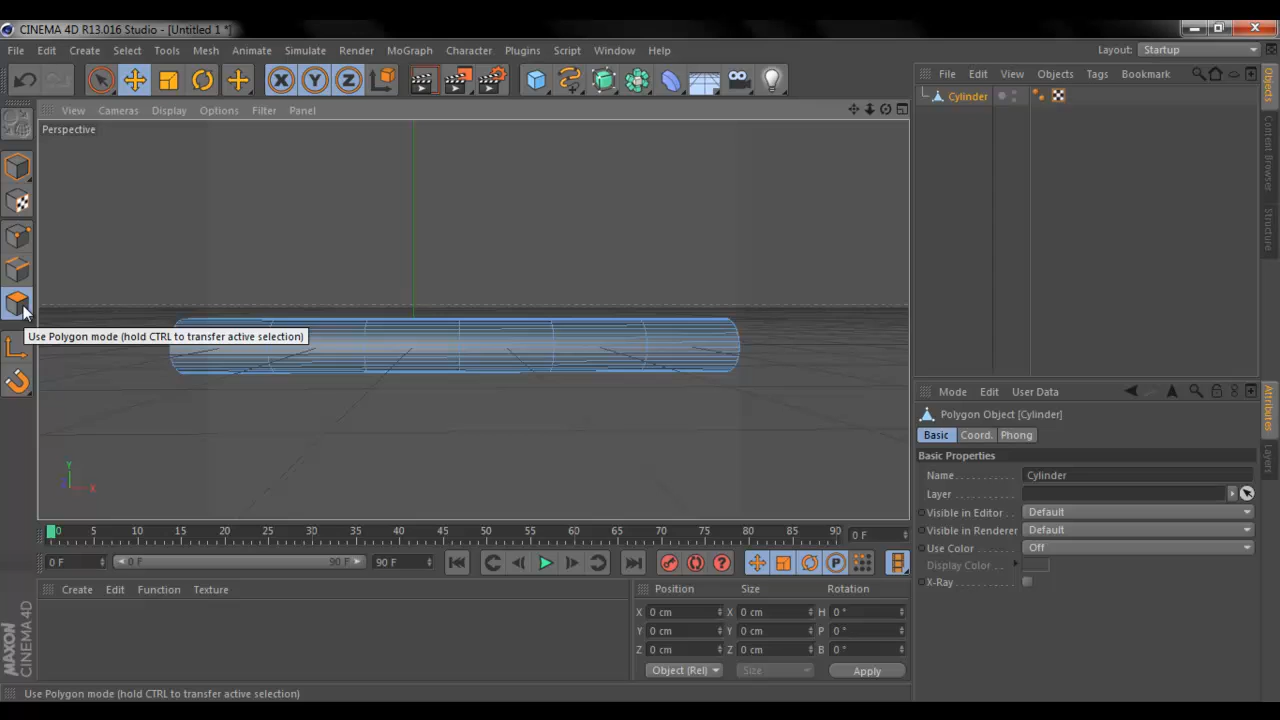 CINEMA 4D R13.016 Studio - [Untitled 1 *]
File Edit Create Select Tools Mesh Animate Simulate Render MoGraph Character Plugins Script Window Help
Layout: Startup
X Y Z
File Edit View Objects Tags Bookmark
Cylinder
View Cameras Display Options Filter Panel
Perspective
Use Polygon mode (hold CTRL to transfer active selection)
Y
X
Objects
Content Browser
Structure
Mode Edit User Data
Polygon Object [Cylinder]
Basic Coord. Phong
Basic Properties
Name Cylinder
Layer
Visible in Editor Default
Visible in Renderer Default
Use Color Off
Display Color
X-Ray
Attributes
Layers
0 5 10 15 20 25 30 35 40 45 50 55 60 65 70 75 80 85 90 0 F
0 F 0 F 90 F 90 F
P
Create Edit Function Texture
Position Size Rotation
X 0 cm X 0 cm H 0 °
Y 0 cm Y 0 cm P 0 °
Z 0 cm Z 0 cm B 0 °
Object (Rel) Size Apply
MAXON
CINEMA 4D
Use Polygon mode (hold CTRL to transfer active selection)